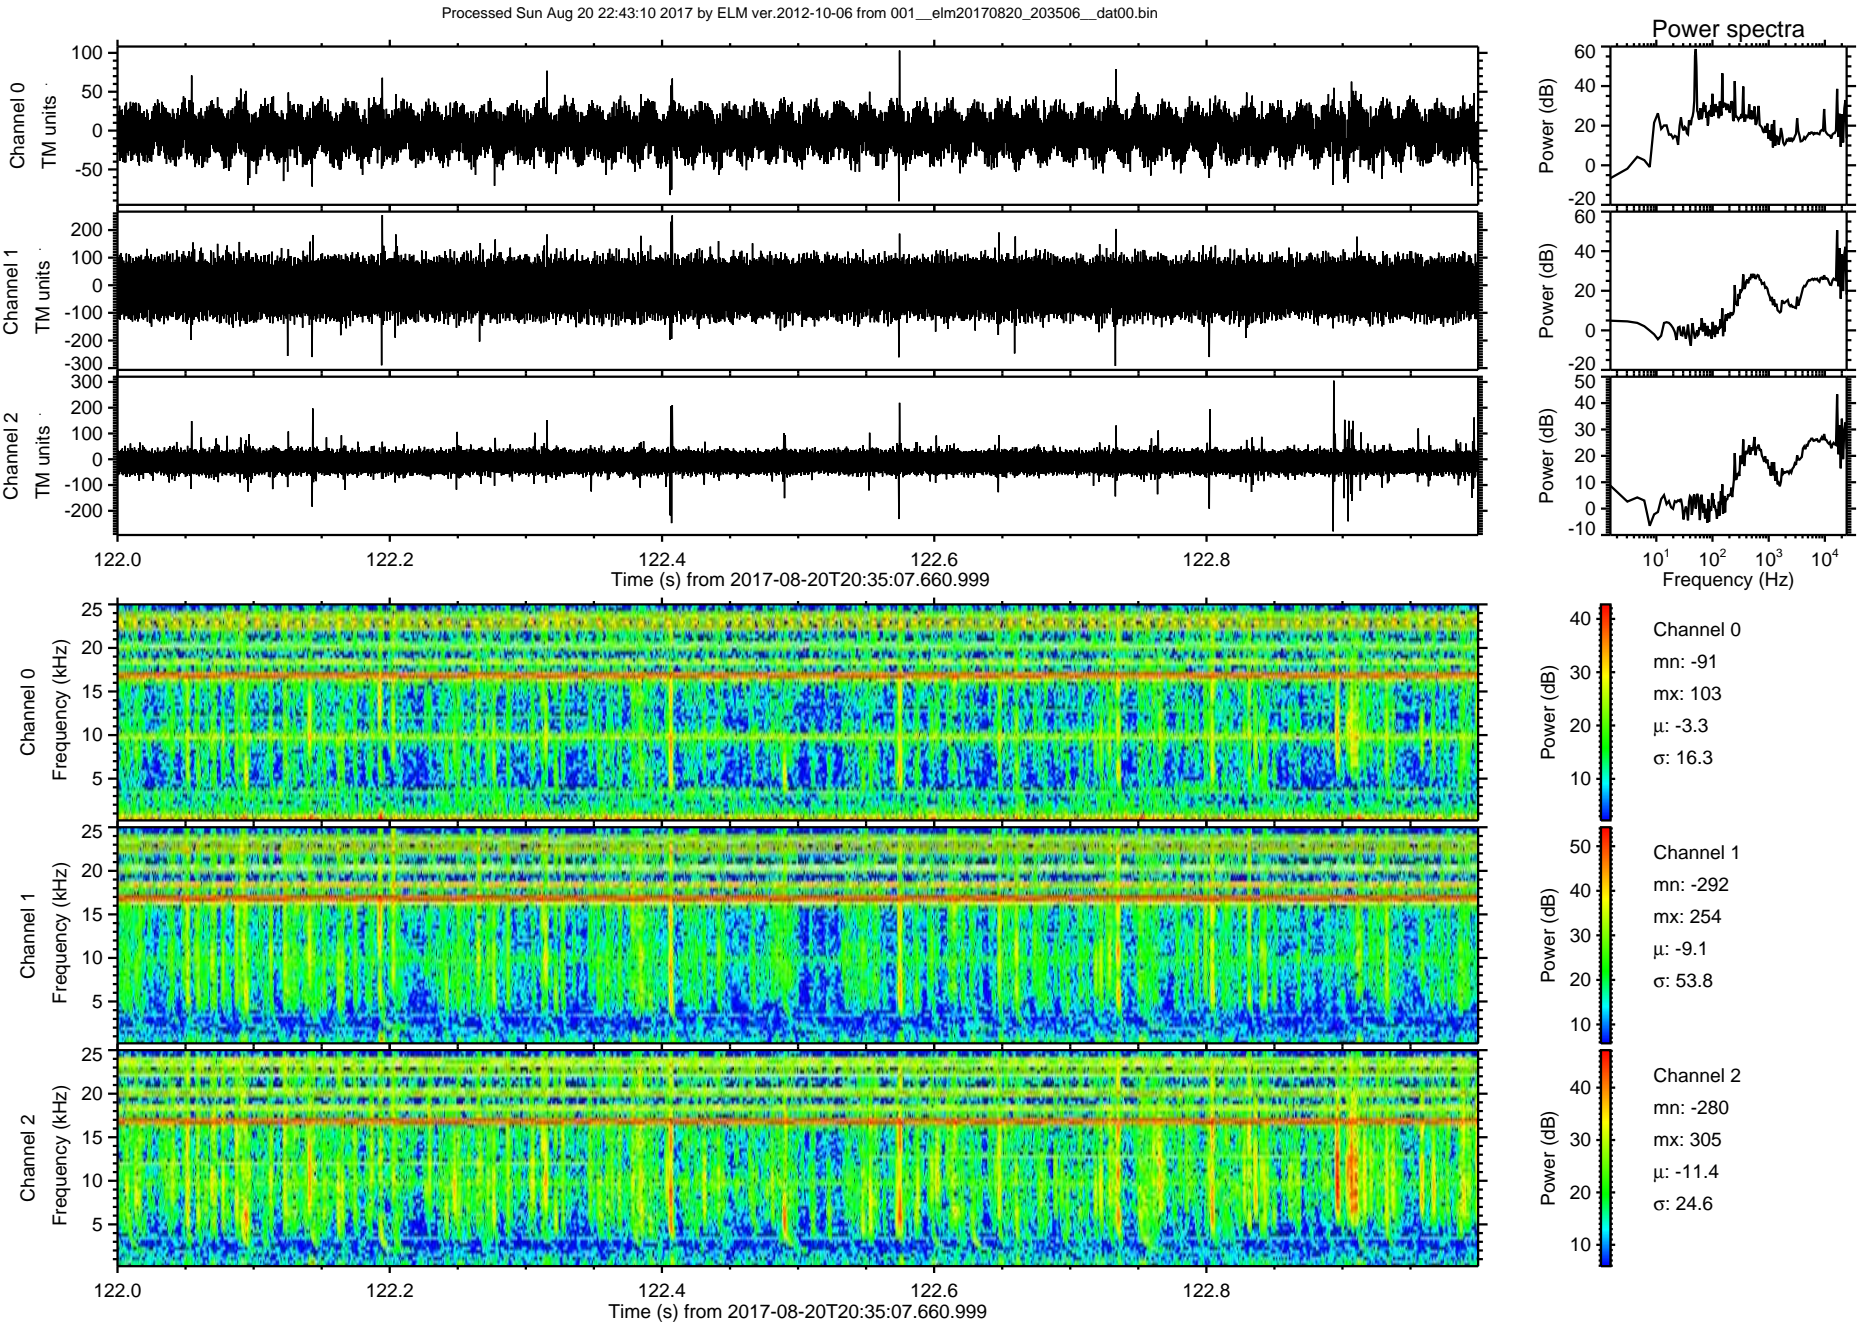 Processed Sun Aug 20 22:43:10 2017 by ELM ver.2012-10-06 from 001__elm20170820_203506__dat00.bin
Power spectra
Channel 0
TM units
100
50
0
-50
Power (dB)
60
40
20
0
-20
Channel 1
TM units
200
100
0
-100
-200
-300
Power (dB)
60
40
20
0
-20
Channel 2
TM units
300
200
100
0
-100
-200
Power (dB)
50
40
30
20
10
0
-10
122.0 122.2 122.4 122.6 122.8
Time (s) from 2017-08-20T20:35:07.660.999
10^1 10^2 10^3 10^4
Frequency (Hz)
Channel 0
Frequency (kHz)
25
20
15
10
5
Power (dB)
40
30
20
10
Channel 0
mn: -91
mx: 103
μ: -3.3
σ: 16.3
Channel 1
Frequency (kHz)
25
20
15
10
5
Power (dB)
50
40
30
20
10
Channel 1
mn: -292
mx: 254
μ: -9.1
σ: 53.8
Channel 2
Frequency (kHz)
25
20
15
10
5
Power (dB)
40
30
20
10
Channel 2
mn: -280
mx: 305
μ: -11.4
σ: 24.6
122.0 122.2 122.4 122.6 122.8
Time (s) from 2017-08-20T20:35:07.660.999